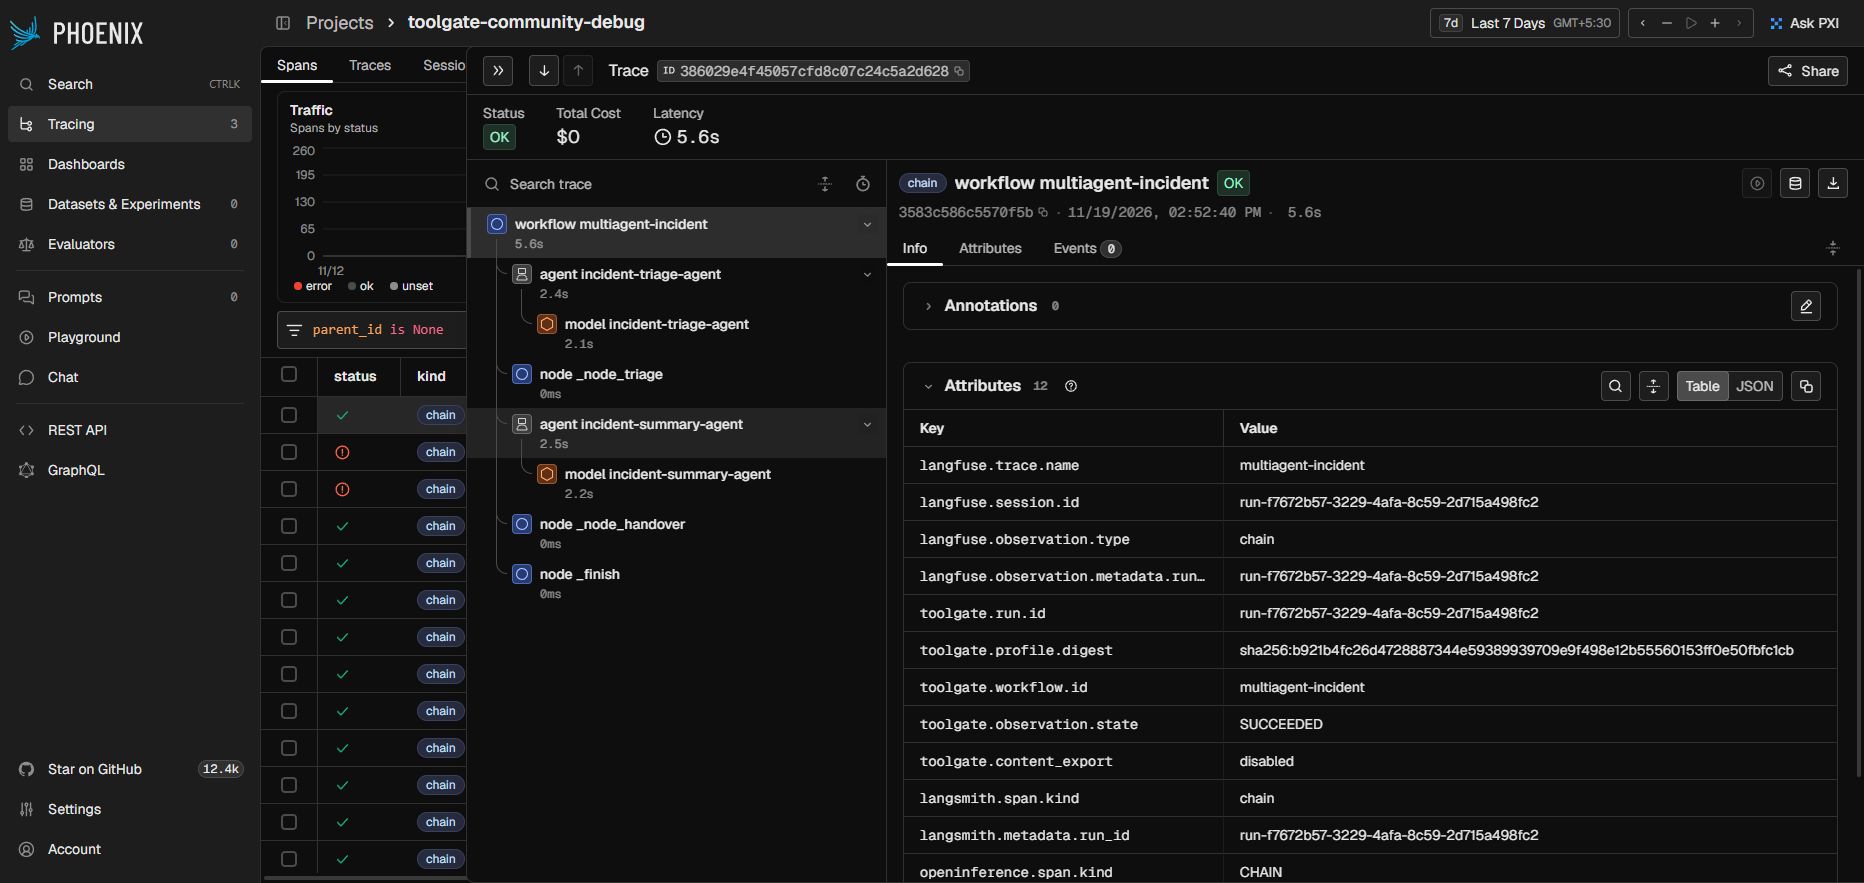 PHOENIX
Search CTRLK
Tracing 3
Dashboards
Datasets & Experiments 0
Evaluators 0
Prompts 0
Playground
Chat
REST API
GraphQL
Star on GitHub 12.4k
Settings
Account
Projects › toolgate-community-debug
7d Last 7 Days GMT+5:30
Ask PXI
Spans Traces Sessio
Traffic
Spans by status
260
195
130
65
0
11/12
error ok unset
parent_id is None
status kind
chain
chain
chain
chain
chain
chain
chain
chain
chain
chain
chain
chain
chain
Trace ID 386029e4f45057cfd8c07c24c5a2d628
Share
Status Total Cost Latency
OK $0 5.6s
Search trace
workflow multiagent-incident
5.6s
agent incident-triage-agent
2.4s
model incident-triage-agent
2.1s
node _node_triage
0ms
agent incident-summary-agent
2.5s
model incident-summary-agent
2.2s
node _node_handover
0ms
node _finish
0ms
chain workflow multiagent-incident OK
3583c586c5570f5b · 11/19/2026, 02:52:40 PM · 5.6s
Info Attributes Events 0
Annotations 0
Attributes 12
Table JSON
Key Value
langfuse.trace.name multiagent-incident
langfuse.session.id run-f7672b57-3229-4afa-8c59-2d715a498fc2
langfuse.observation.type chain
langfuse.observation.metadata.run… run-f7672b57-3229-4afa-8c59-2d715a498fc2
toolgate.run.id run-f7672b57-3229-4afa-8c59-2d715a498fc2
toolgate.profile.digest sha256:b921b4fc26d4728887344e59389939709e9f498e12b55560153ff0e50fbfc1cb
toolgate.workflow.id multiagent-incident
toolgate.observation.state SUCCEEDED
toolgate.content_export disabled
langsmith.span.kind chain
langsmith.metadata.run_id run-f7672b57-3229-4afa-8c59-2d715a498fc2
openinference.span.kind CHAIN